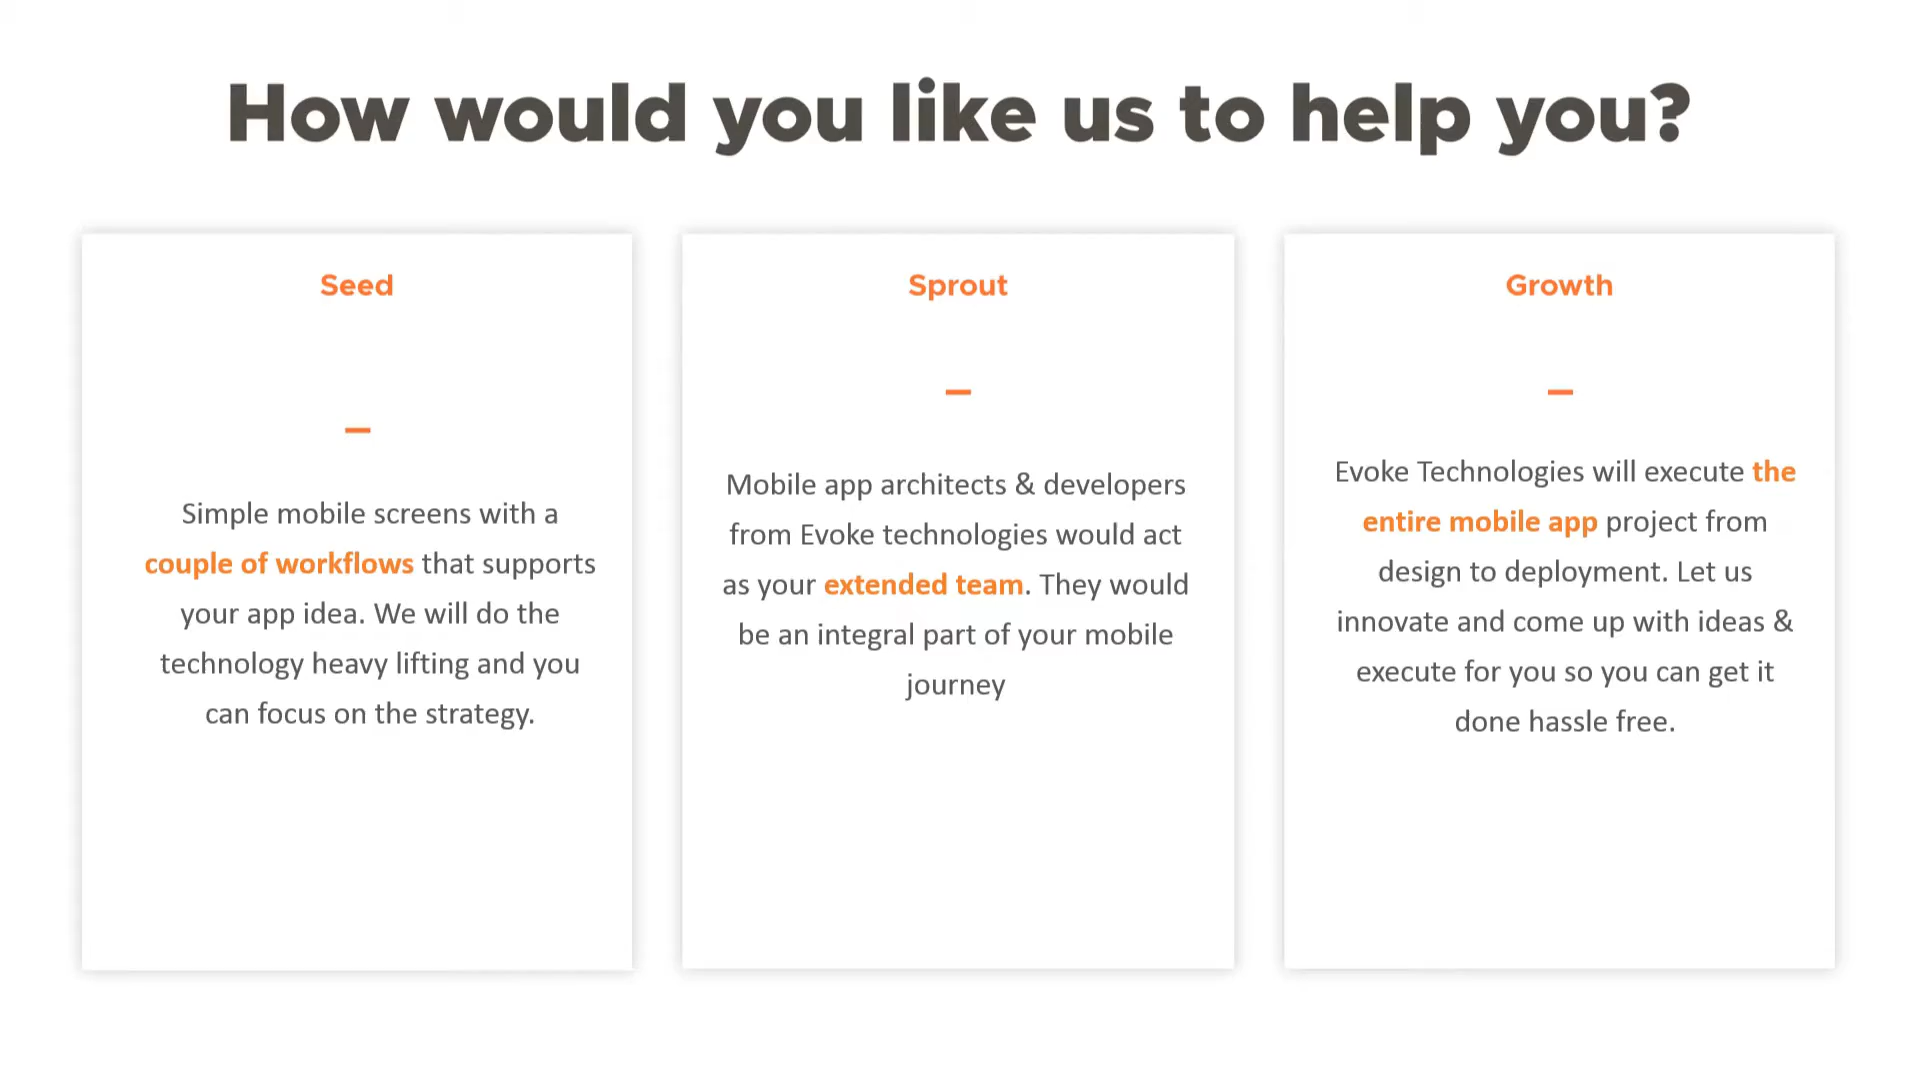 How would you like us to help you?
Seed
Simple mobile screens with a
couple of workflows that supports
your app idea. We will do the
technology heavy lifting and you
can focus on the strategy.
Sprout
Mobile app architects & developers
from Evoke technologies would act
as your extended team. They would
be an integral part of your mobile
journey
Growth
Evoke Technologies will execute the
entire mobile app project from
design to deployment. Let us
innovate and come up with ideas &
execute for you so you can get it
done hassle free.